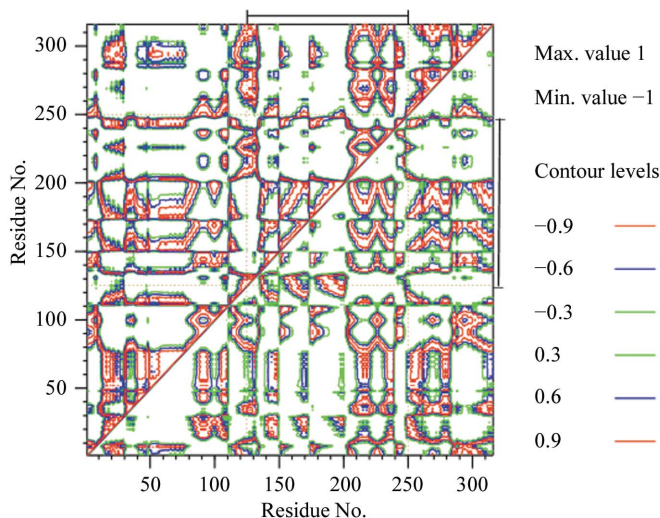 300
250
200
150
100
50
Residue No.
50 100 150 200 250 300
Residue No.
Max. value 1
Min. value −1
Contour levels
−0.9
−0.6
−0.3
0.3
0.6
0.9